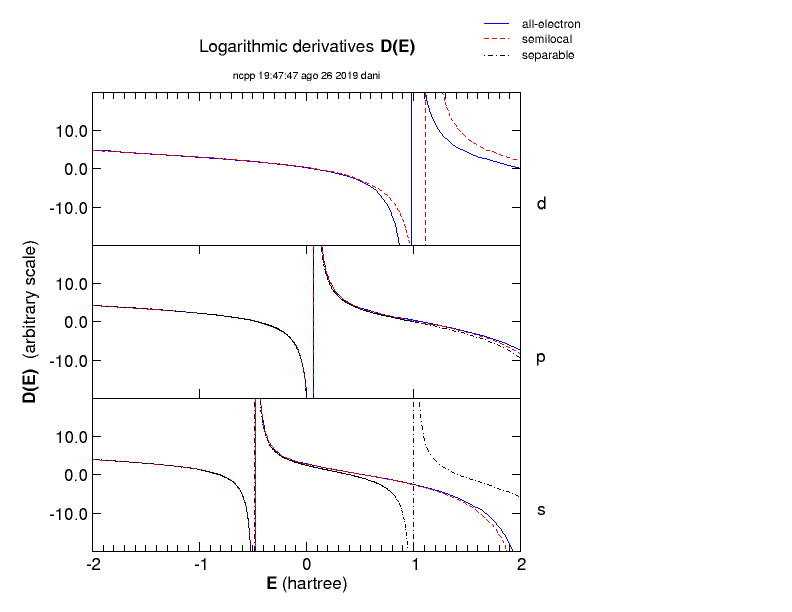 all-electron
semilocal
separable
Logarithmic derivatives D(E)
ncpp 19:47:47 ago 26 2019 dani
10.0
0.0
-10.0
d
10.0
0.0
-10.0
p
10.0
0.0
-10.0
s
D(E) (arbitrary scale)
-2 -1 0 1 2
E (hartree)